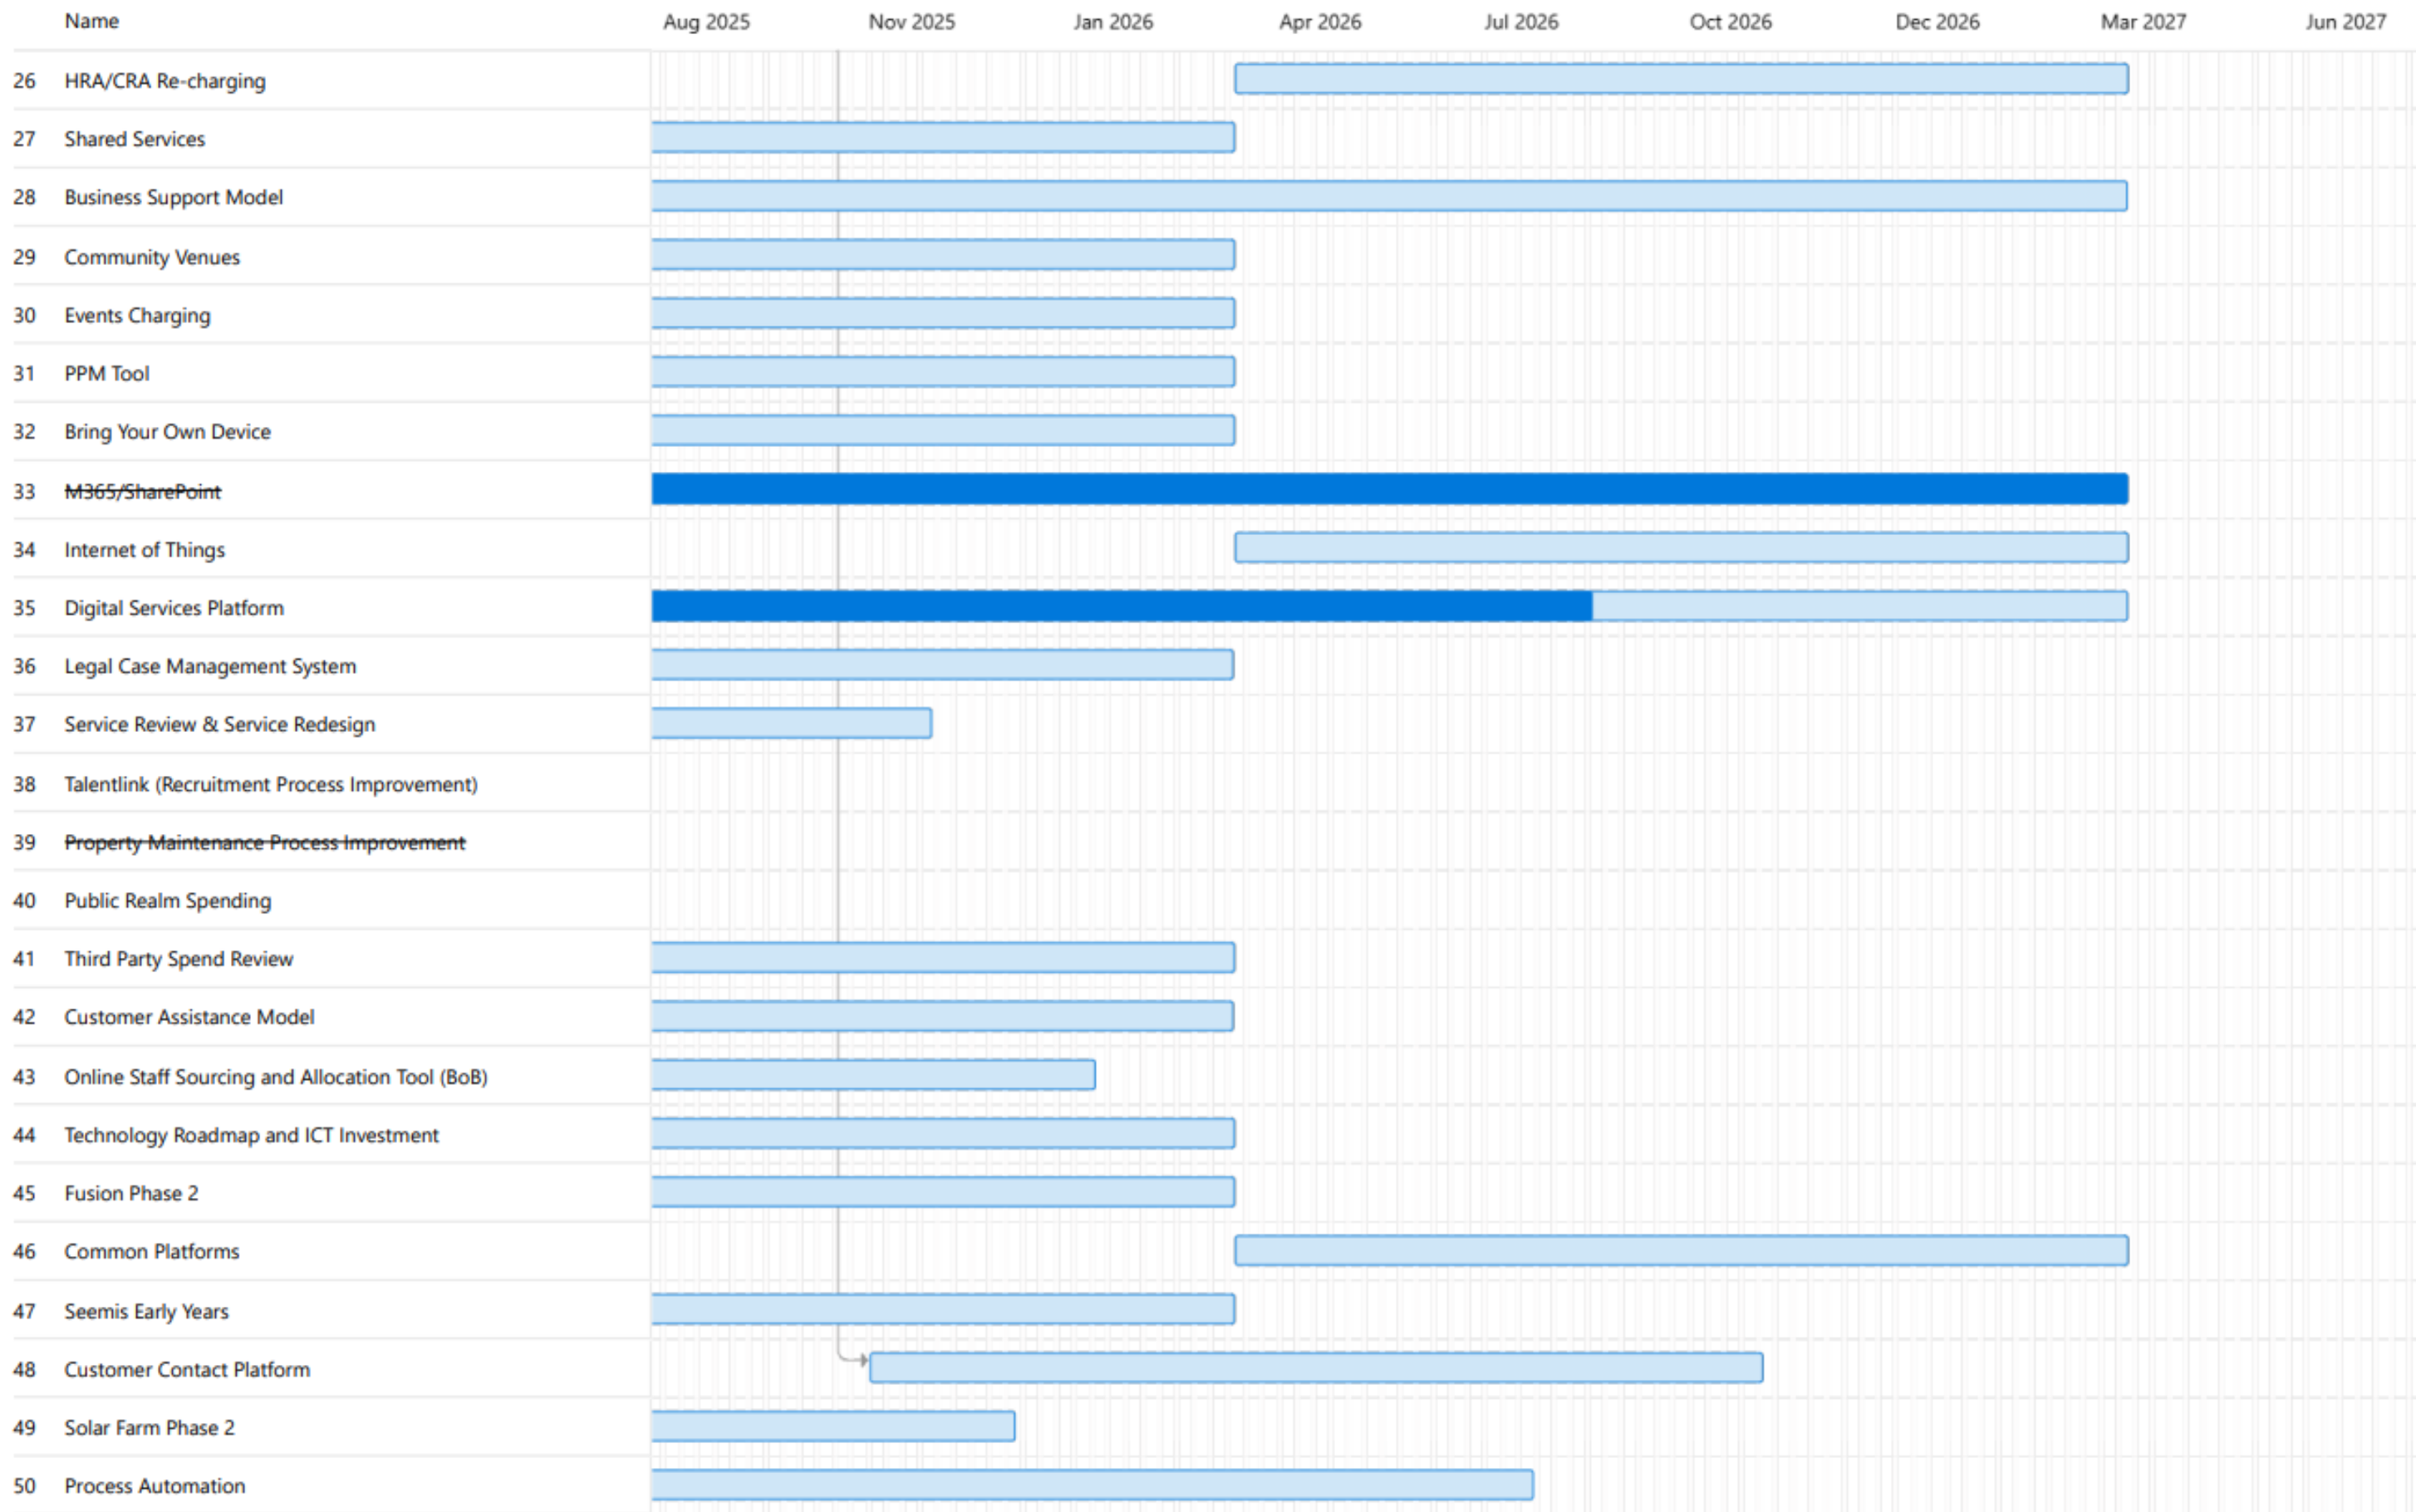 Name Aug 2025 Nov 2025 Jan 2026 Apr 2026 Jul 2026 Oct 2026 Dec 2026 Mar 2027 Jun 2027
26 HRA/CRA Re-charging
27 Shared Services
28 Business Support Model
29 Community Venues
30 Events Charging
31 PPM Tool
32 Bring Your Own Device
33 M365/SharePoint
34 Internet of Things
35 Digital Services Platform
36 Legal Case Management System
37 Service Review & Service Redesign
38 Talentlink (Recruitment Process Improvement)
39 Property Maintenance Process Improvement
40 Public Realm Spending
41 Third Party Spend Review
42 Customer Assistance Model
43 Online Staff Sourcing and Allocation Tool (BoB)
44 Technology Roadmap and ICT Investment
45 Fusion Phase 2
46 Common Platforms
47 Seemis Early Years
48 Customer Contact Platform
49 Solar Farm Phase 2
50 Process Automation